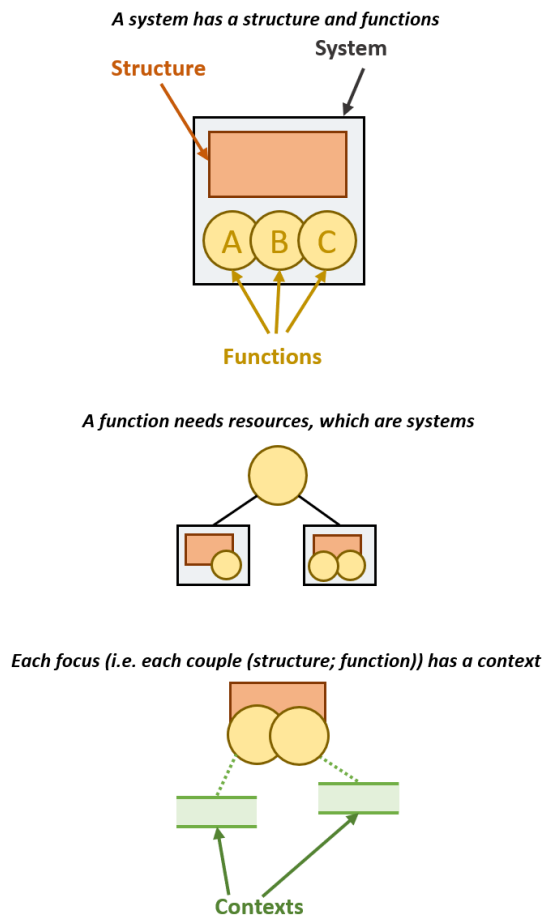 A system has a structure and functions
System
Structure
A B C
Functions
A function needs resources, which are systems
Each focus (i.e. each couple (structure; function)) has a context
Contexts